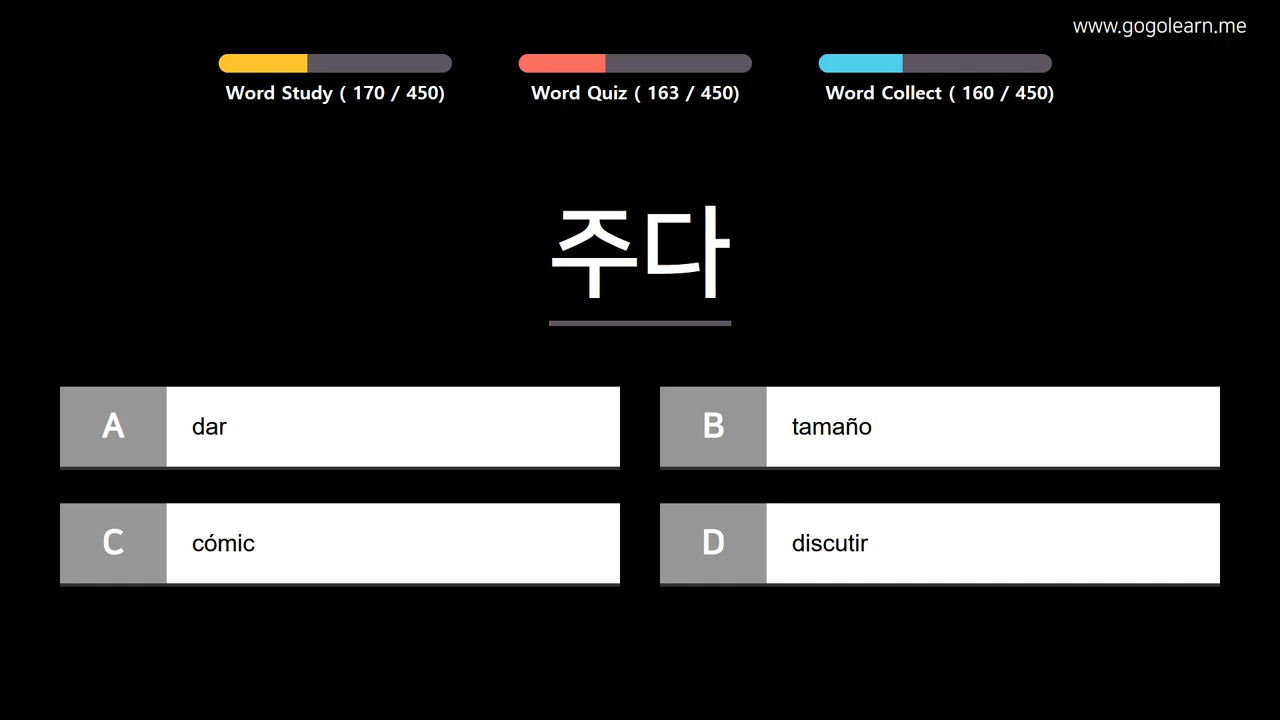 www.gogolearn.me
Word Study ( 170 / 450)
Word Quiz ( 163 / 450)
Word Collect ( 160 / 450)
주다
A dar
B tamaño
C cómic
D discutir